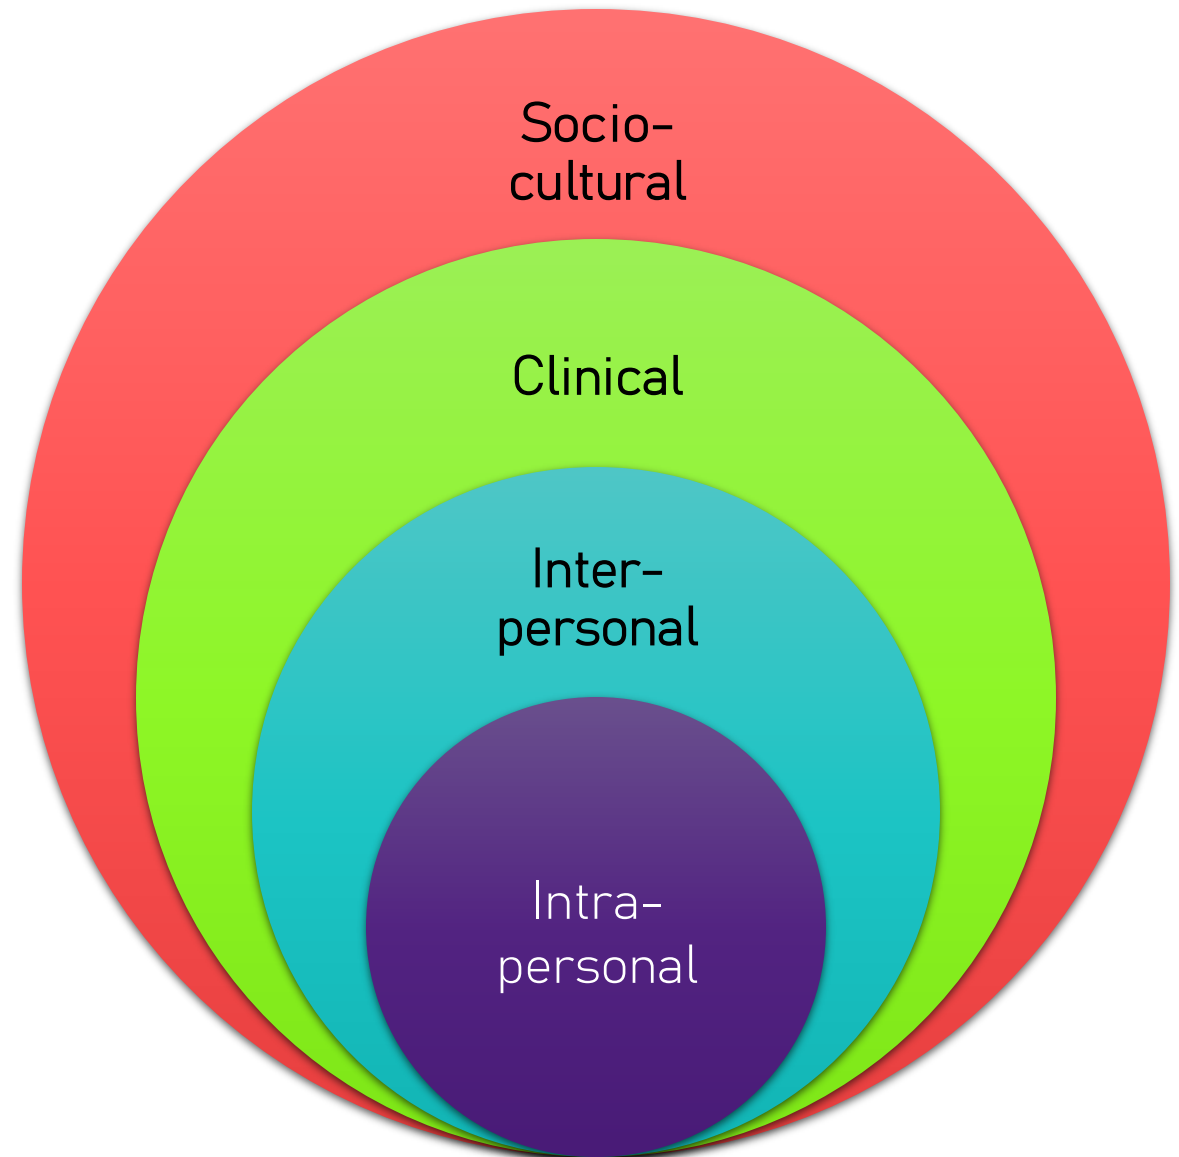 Socio-
cultural
Clinical
Inter-
personal
Intra-
personal